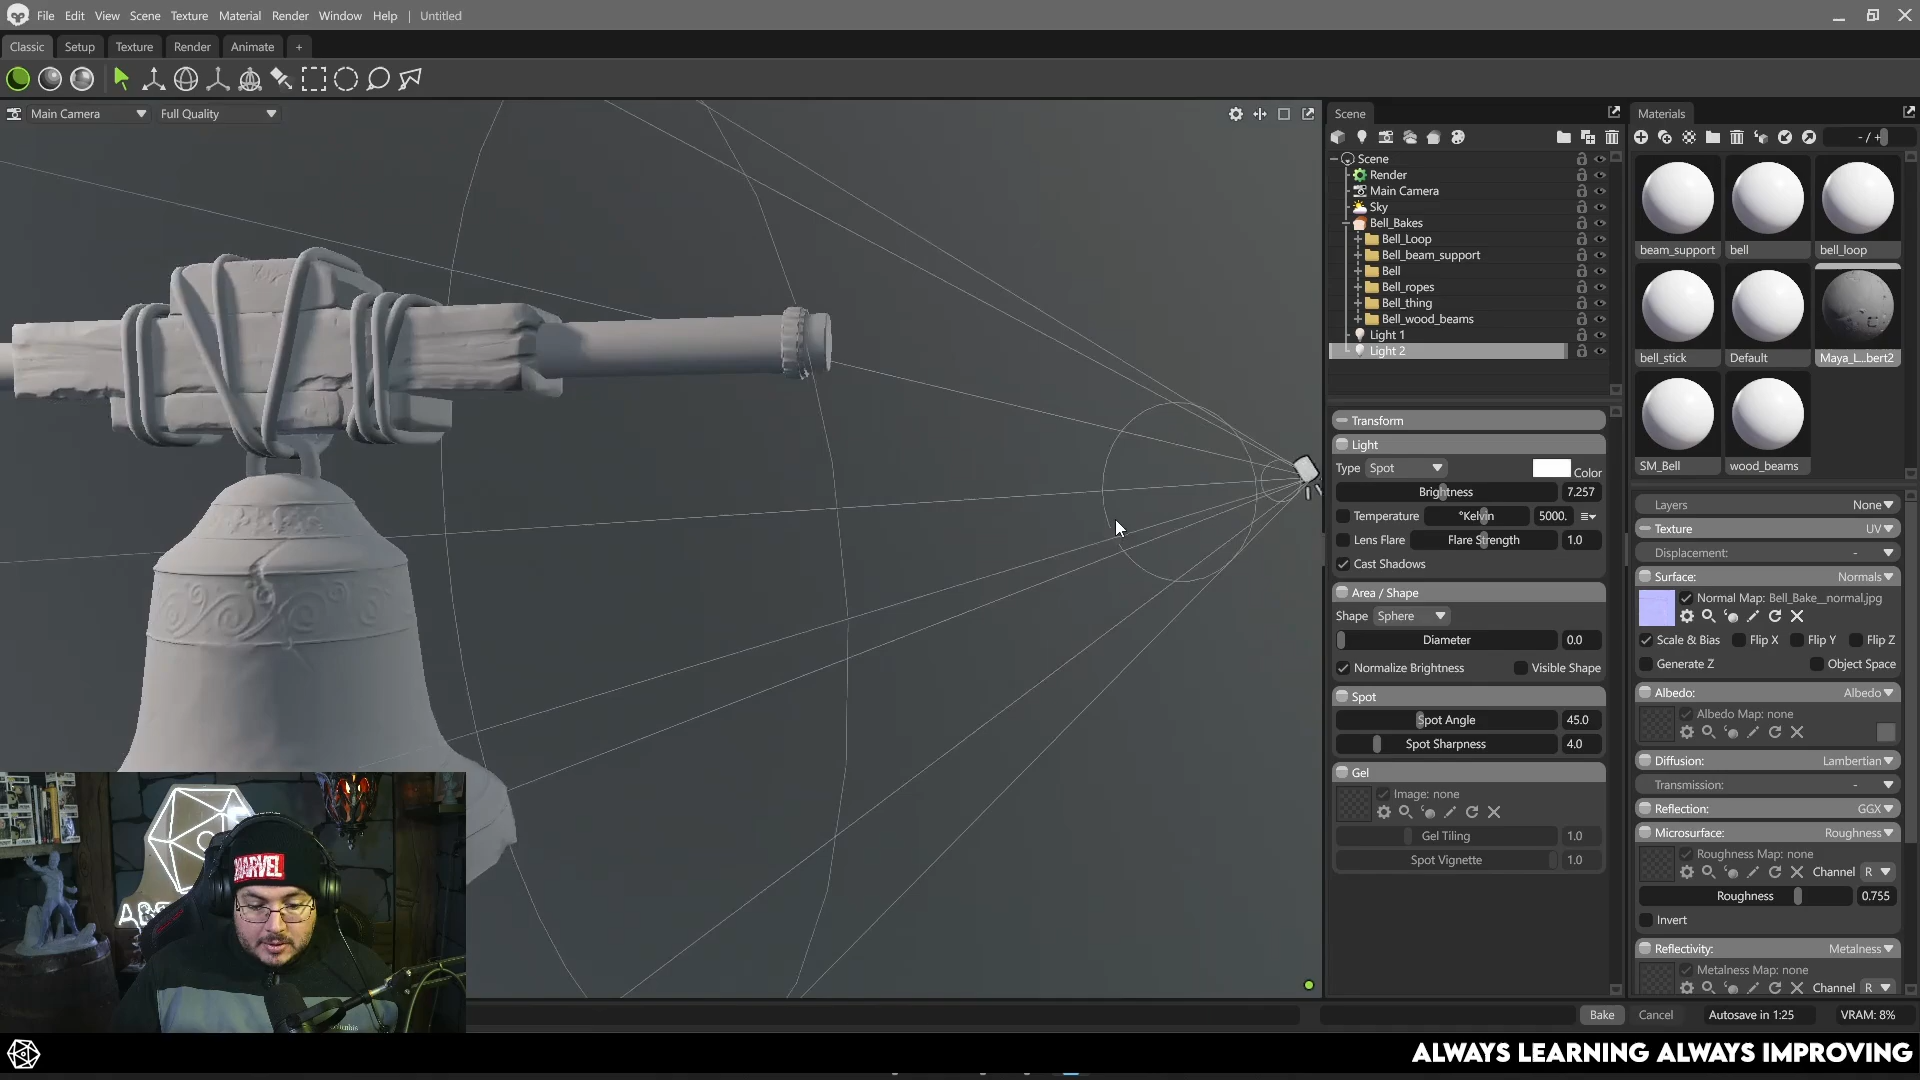 File Edit View Scene Texture Material Render Window Help | Untitled
Classic Setup Texture Render Animate +
Main Camera Full Quality
Scene
Scene
Render
Main Camera
Sky
Bell_Bakes
Bell_Loop
Bell_beam_support
Bell
Bell_ropes
Bell_thing
Bell_wood_beams
Light 1
Light 2
Transform
Light
Type Spot Color
Brightness 7.257
Temperature °Kelvin 5000.
Lens Flare Flare Strength 1.0
Cast Shadows
Area / Shape
Shape Sphere
Diameter 0.0
Normalize Brightness Visible Shape
Spot
Spot Angle 45.0
Spot Sharpness 4.0
Gel
Image: none
Gel Tiling 1.0
Spot Vignette 1.0
Materials
- / +
beam_support bell bell_loop
bell_stick Default Maya_L...bert2
SM_Bell wood_beams
Layers None
Texture UV
Displacement: -
Surface: Normals
Normal Map: Bell_Bake__normal.jpg
Scale & Bias Flip X Flip Y Flip Z
Generate Z Object Space
Albedo: Albedo
Albedo Map: none
Diffusion: Lambertian
Transmission: -
Reflection: GGX
Microsurface: Roughness
Roughness Map: none
Channel R
Roughness 0.755
Invert
Reflectivity: Metalness
Metalness Map: none
Channel R
Bake Cancel Autosave in 1:25 VRAM: 8%
MARVEL
ALWAYS LEARNING ALWAYS IMPROVING